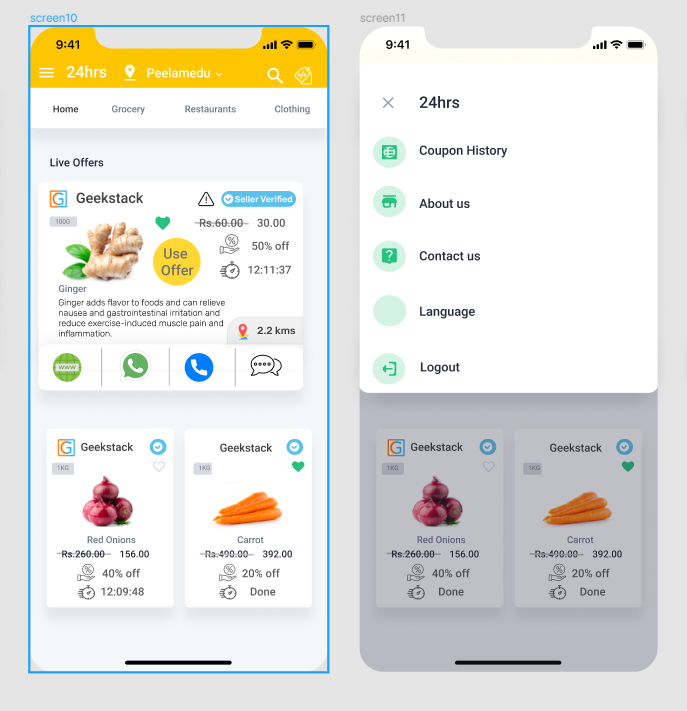 screen10
9:41
24hrs Peelamedu
Home Grocery Restaurants Clothing
Live Offers
G Geekstack Seller Verified
100G
Rs.60.00 30.00
Use
Offer
50% off
12:11:37
Ginger
Ginger adds flavor to foods and can relieve
nausea and gastrointestinal irritation and
reduce exercise-induced muscle pain and
inflammation.
2.2 kms
WWW
G Geekstack
1KG
Red Onions
Rs.260.00 156.00
40% off
12:09:48
Geekstack
1KG
Carrot
Rs.490.00 392.00
20% off
Done
screen11
9:41
24hrs
Coupon History
About us
Contact us
Language
Logout
G Geekstack
1KG
Red Onions
Rs.260.00 156.00
40% off
12:09:48
Geekstack
1KG
Carrot
Rs.490.00 392.00
20% off
Done